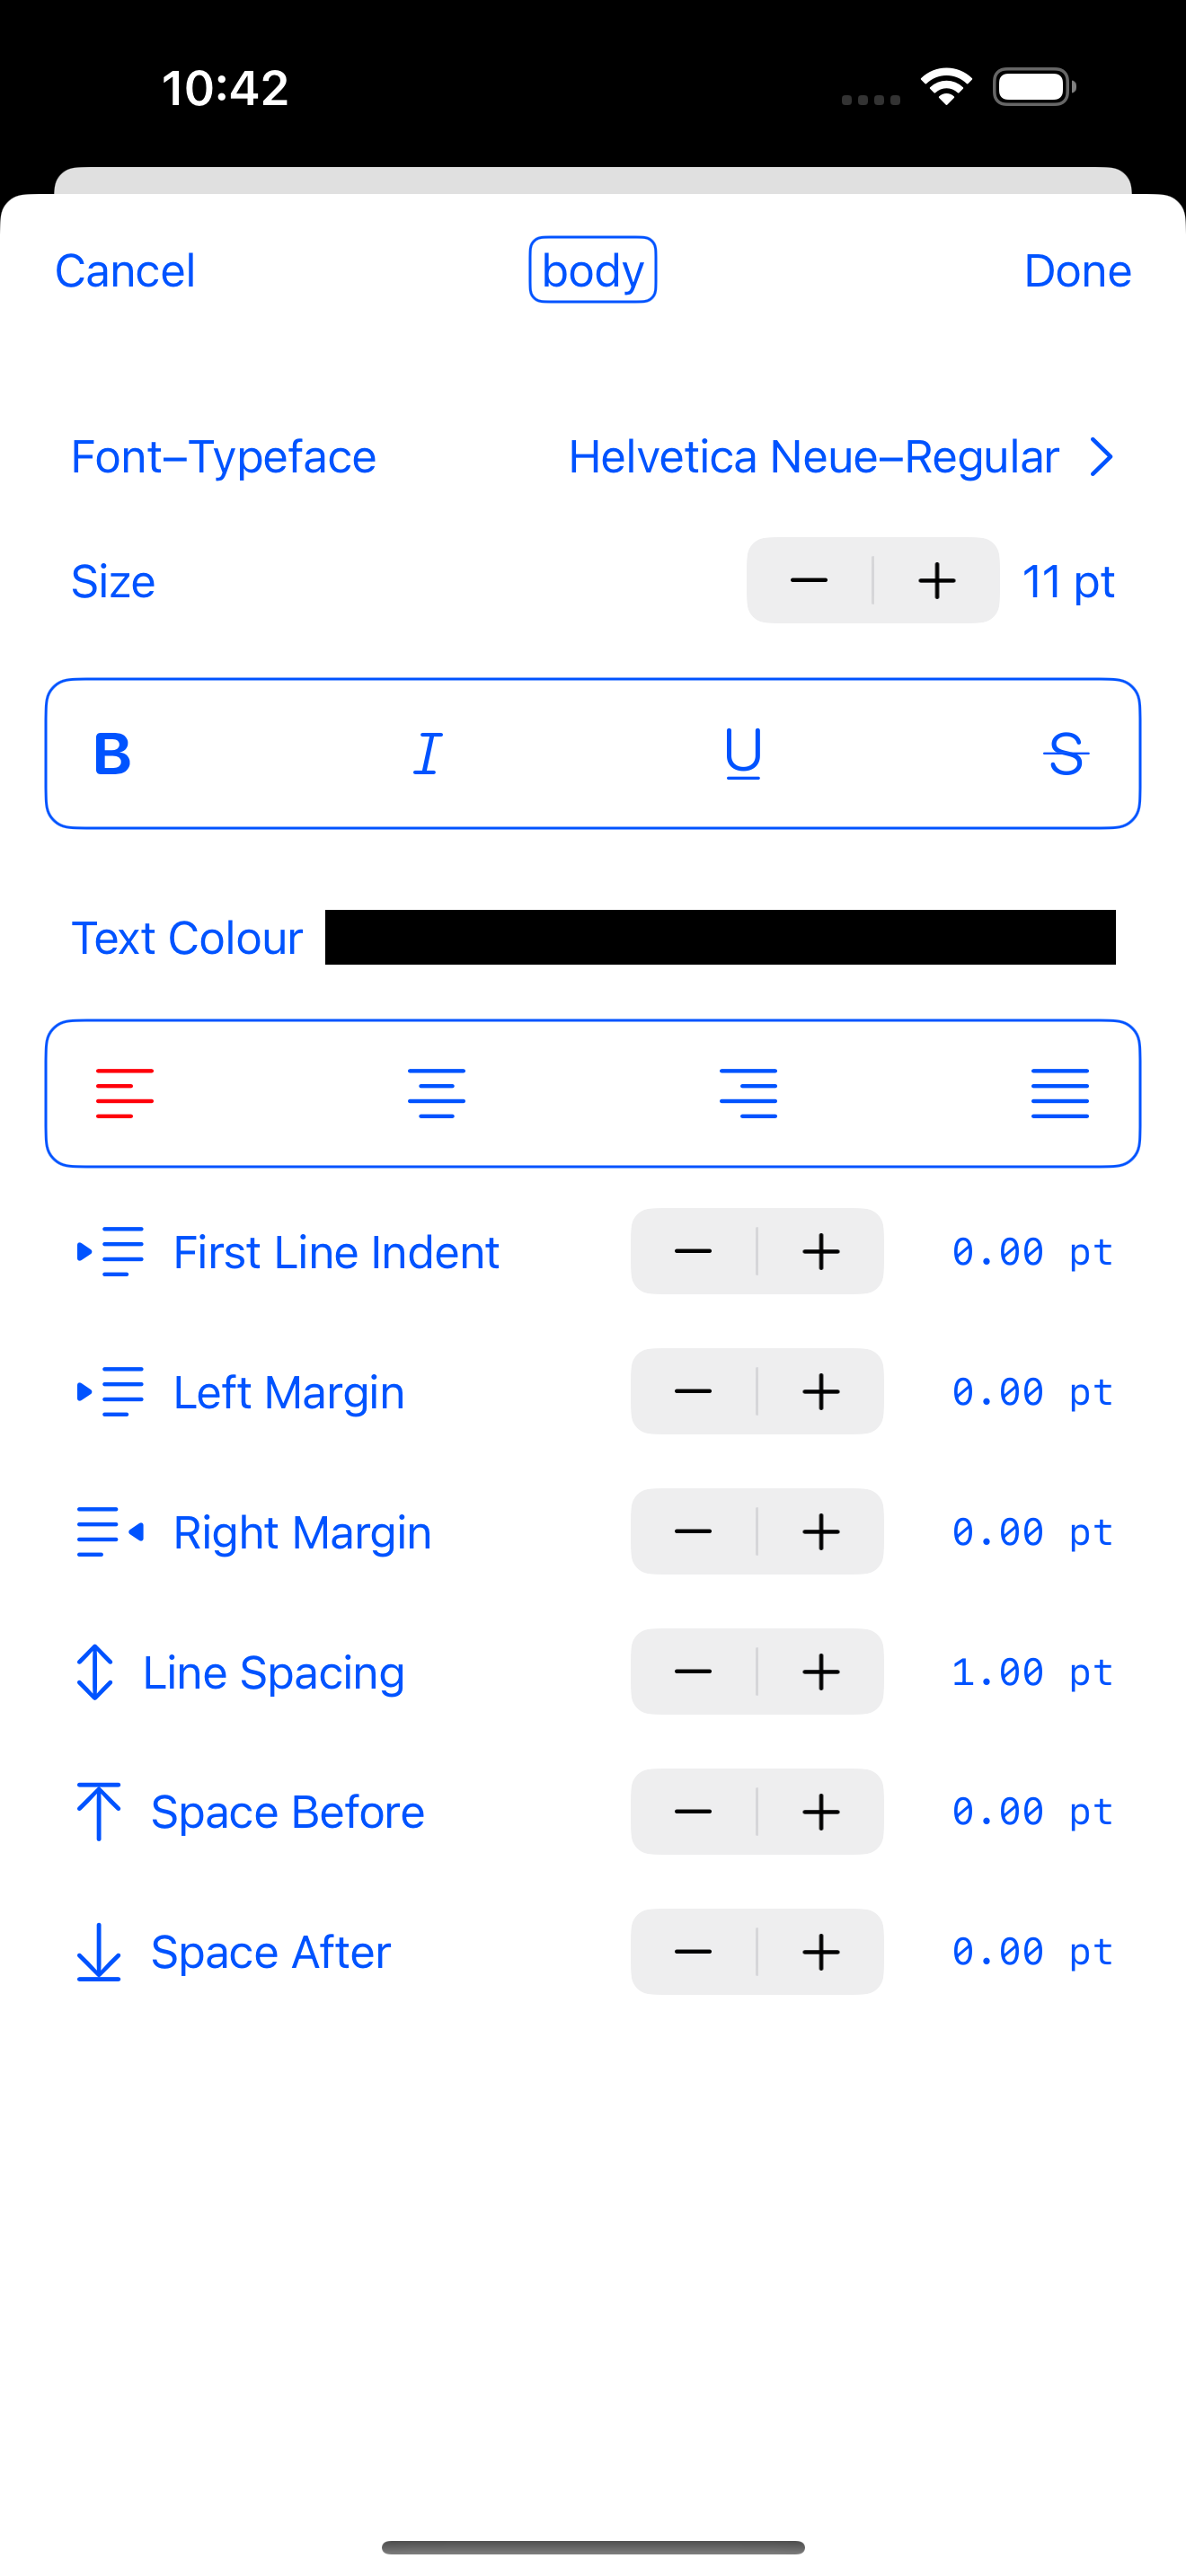 10:42
Cancel body Done
Font–Typeface Helvetica Neue–Regular
Size 11 pt
B I U S
Text Colour
First Line Indent 0.00 pt
Left Margin 0.00 pt
Right Margin 0.00 pt
Line Spacing 1.00 pt
Space Before 0.00 pt
Space After 0.00 pt